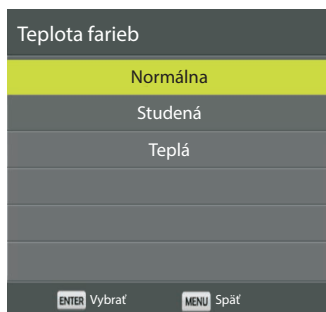 Teplota farieb
Normálna
Studená
Teplá
ENTER Vybrať MENU Späť